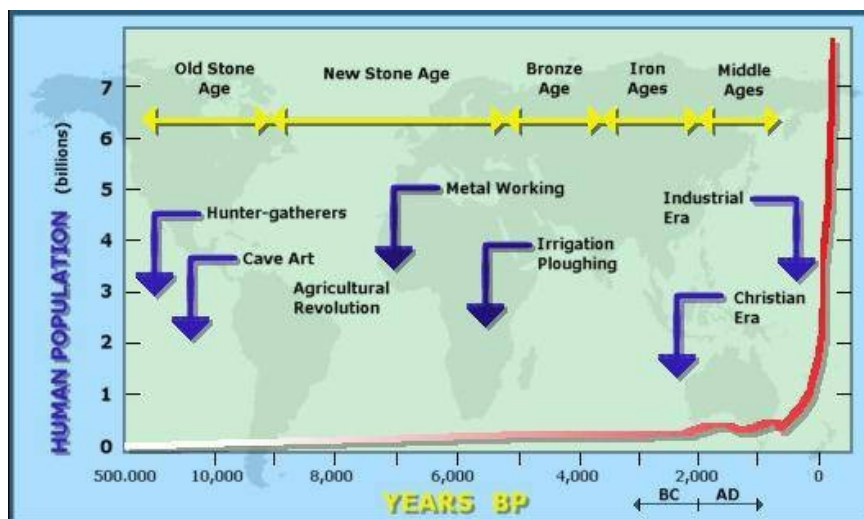 Old Stone
Age
New Stone Age
Bronze
Age
Iron
Ages
Middle
Ages
HUMAN POPULATION (billions)
7
6
5
4
3
2
1
0
Hunter-gatherers
Cave Art
Agricultural
Revolution
Metal Working
Irrigation
Ploughing
Industrial
Era
Christian
Era
500.000
10,000
8,000
6,000
4,000
2,000
0
YEARS BP
BC
AD